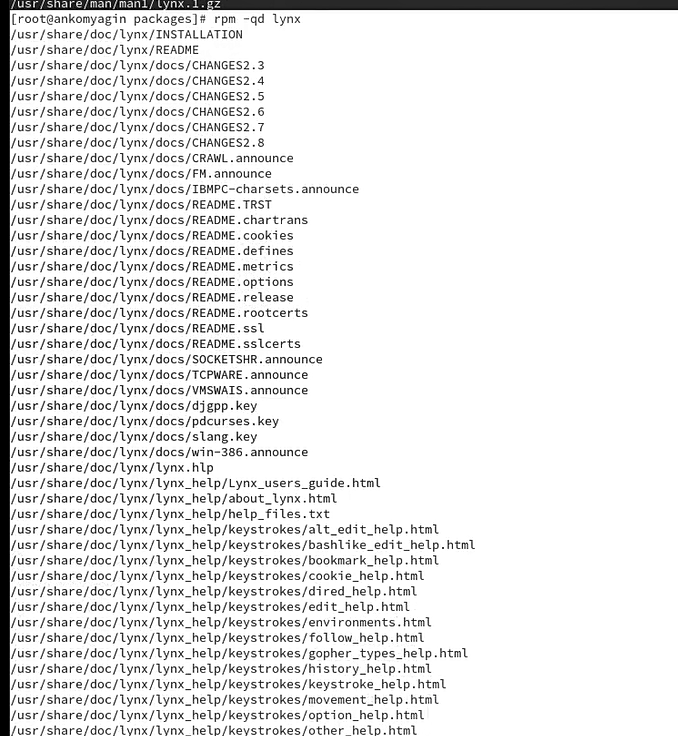 /usr/share/man/man1/lynx.1.gz
[root@ankomyagin packages]# rpm -qd lynx
/usr/share/doc/lynx/INSTALLATION
/usr/share/doc/lynx/README
/usr/share/doc/lynx/docs/CHANGES2.3
/usr/share/doc/lynx/docs/CHANGES2.4
/usr/share/doc/lynx/docs/CHANGES2.5
/usr/share/doc/lynx/docs/CHANGES2.6
/usr/share/doc/lynx/docs/CHANGES2.7
/usr/share/doc/lynx/docs/CHANGES2.8
/usr/share/doc/lynx/docs/CRAWL.announce
/usr/share/doc/lynx/docs/FM.announce
/usr/share/doc/lynx/docs/IBMPC-charsets.announce
/usr/share/doc/lynx/docs/README.TRST
/usr/share/doc/lynx/docs/README.chartrans
/usr/share/doc/lynx/docs/README.cookies
/usr/share/doc/lynx/docs/README.defines
/usr/share/doc/lynx/docs/README.metrics
/usr/share/doc/lynx/docs/README.options
/usr/share/doc/lynx/docs/README.release
/usr/share/doc/lynx/docs/README.rootcerts
/usr/share/doc/lynx/docs/README.ssl
/usr/share/doc/lynx/docs/README.sslcerts
/usr/share/doc/lynx/docs/SOCKETSHR.announce
/usr/share/doc/lynx/docs/TCPWARE.announce
/usr/share/doc/lynx/docs/VMSWAIS.announce
/usr/share/doc/lynx/docs/djgpp.key
/usr/share/doc/lynx/docs/pdcurses.key
/usr/share/doc/lynx/docs/slang.key
/usr/share/doc/lynx/docs/win-386.announce
/usr/share/doc/lynx/lynx.hlp
/usr/share/doc/lynx/lynx_help/Lynx_users_guide.html
/usr/share/doc/lynx/lynx_help/about_lynx.html
/usr/share/doc/lynx/lynx_help/help_files.txt
/usr/share/doc/lynx/lynx_help/keystrokes/alt_edit_help.html
/usr/share/doc/lynx/lynx_help/keystrokes/bashlike_edit_help.html
/usr/share/doc/lynx/lynx_help/keystrokes/bookmark_help.html
/usr/share/doc/lynx/lynx_help/keystrokes/cookie_help.html
/usr/share/doc/lynx/lynx_help/keystrokes/dired_help.html
/usr/share/doc/lynx/lynx_help/keystrokes/edit_help.html
/usr/share/doc/lynx/lynx_help/keystrokes/environments.html
/usr/share/doc/lynx/lynx_help/keystrokes/follow_help.html
/usr/share/doc/lynx/lynx_help/keystrokes/gopher_types_help.html
/usr/share/doc/lynx/lynx_help/keystrokes/history_help.html
/usr/share/doc/lynx/lynx_help/keystrokes/keystroke_help.html
/usr/share/doc/lynx/lynx_help/keystrokes/movement_help.html
/usr/share/doc/lynx/lynx_help/keystrokes/option_help.html
/usr/share/doc/lynx/lynx_help/keystrokes/other_help.html